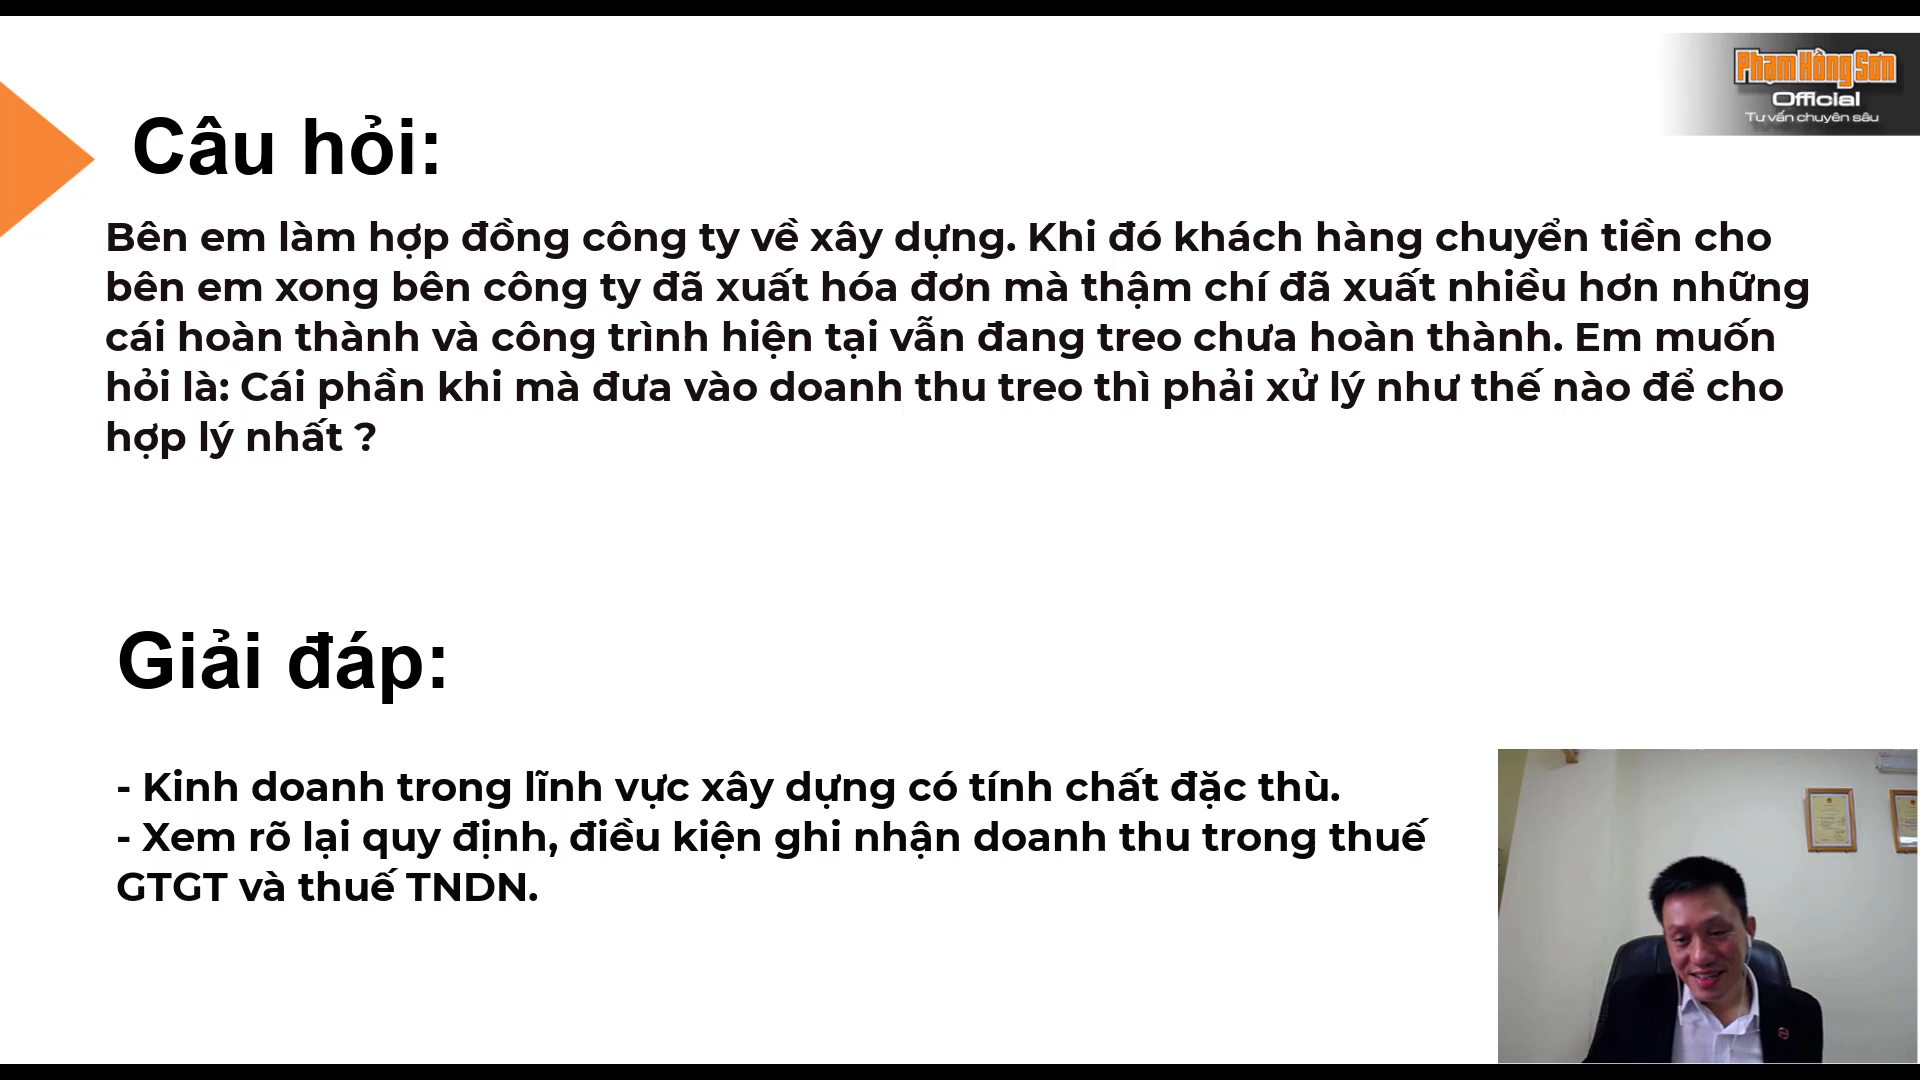 Phạm Hồng Sơn
Official
Tư vấn chuyên sâu
Câu hỏi:
Bên em làm hợp đồng công ty về xây dựng. Khi đó khách hàng chuyển tiền cho
bên em xong bên công ty đã xuất hóa đơn mà thậm chí đã xuất nhiều hơn những
cái hoàn thành và công trình hiện tại vẫn đang treo chưa hoàn thành. Em muốn
hỏi là: Cái phần khi mà đưa vào doanh thu treo thì phải xử lý như thế nào để cho
hợp lý nhất ?
Giải đáp:
- Kinh doanh trong lĩnh vực xây dựng có tính chất đặc thù.
- Xem rõ lại quy định, điều kiện ghi nhận doanh thu trong thuế
GTGT và thuế TNDN.